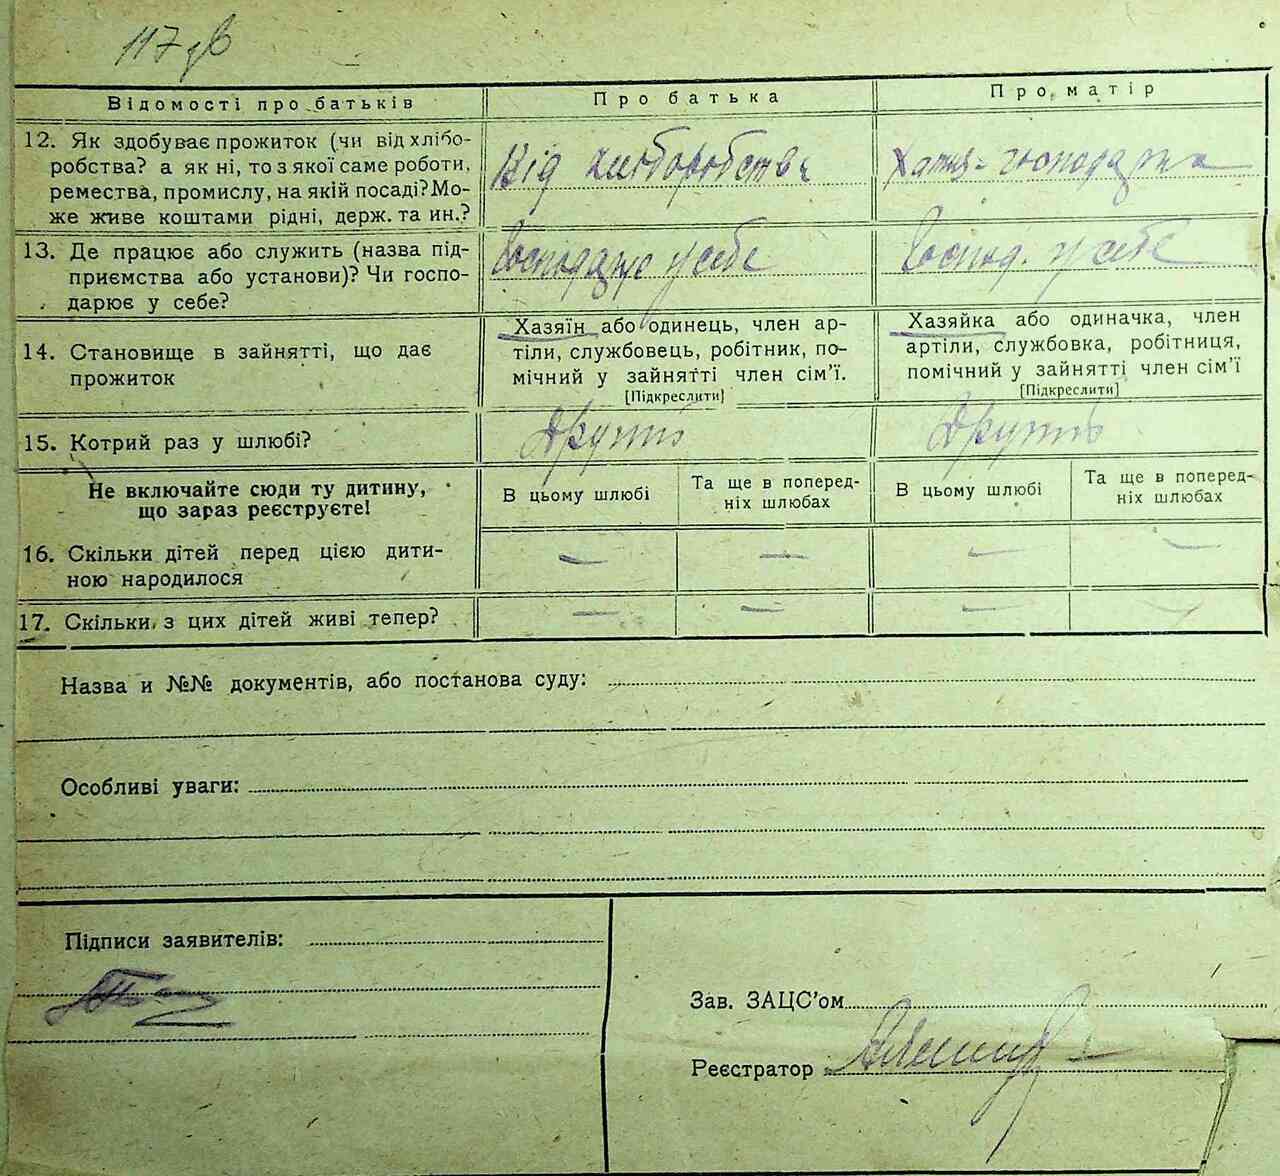 117 зв
Відомості про батьків
Про батька
Про матір
12. Як здобуває прожиток (чи від хлібо-
робства? а як ні, то з якої саме роботи,
ремества, промислу, на якій посаді? Мо-
же живе коштами рідні, держ. та ин.?
Від хліборобства
Хатня - господарка
13. Де працює або служить (назва під-
приємства або установи)? Чи госпо-
дарює у себе?
Господарює у себе
Господ. у себе
14. Становище в зайнятті, що дає
прожиток
Хазяїн або одинець, член ар-
тіли, службовець, робітник, по-
мічний у зайнятті член сім'ї.
[Підкреслити]
Хазяйка або одиначка, член
артіли, службовка, робітниця,
помічний у зайнятті член сім'ї
[Підкреслити]
15. Котрий раз у шлюбі?
Не включайте сюди ту дитину,
що зараз реєструєте!
В цьому шлюбі
Та ще в поперед-
ніх шлюбах
В цьому шлюбі
Та ще в поперед-
ніх шлюбах
16. Скільки дітей перед цією дити-
ною народилося
—
—
—
—
17. Скільки з цих дітей живі тепер?
—
—
—
Назва и №№ документів, або постанова суду:
Особливі уваги:
Підписи заявителів:
Зав. ЗАЦС'ом
Реєстратор